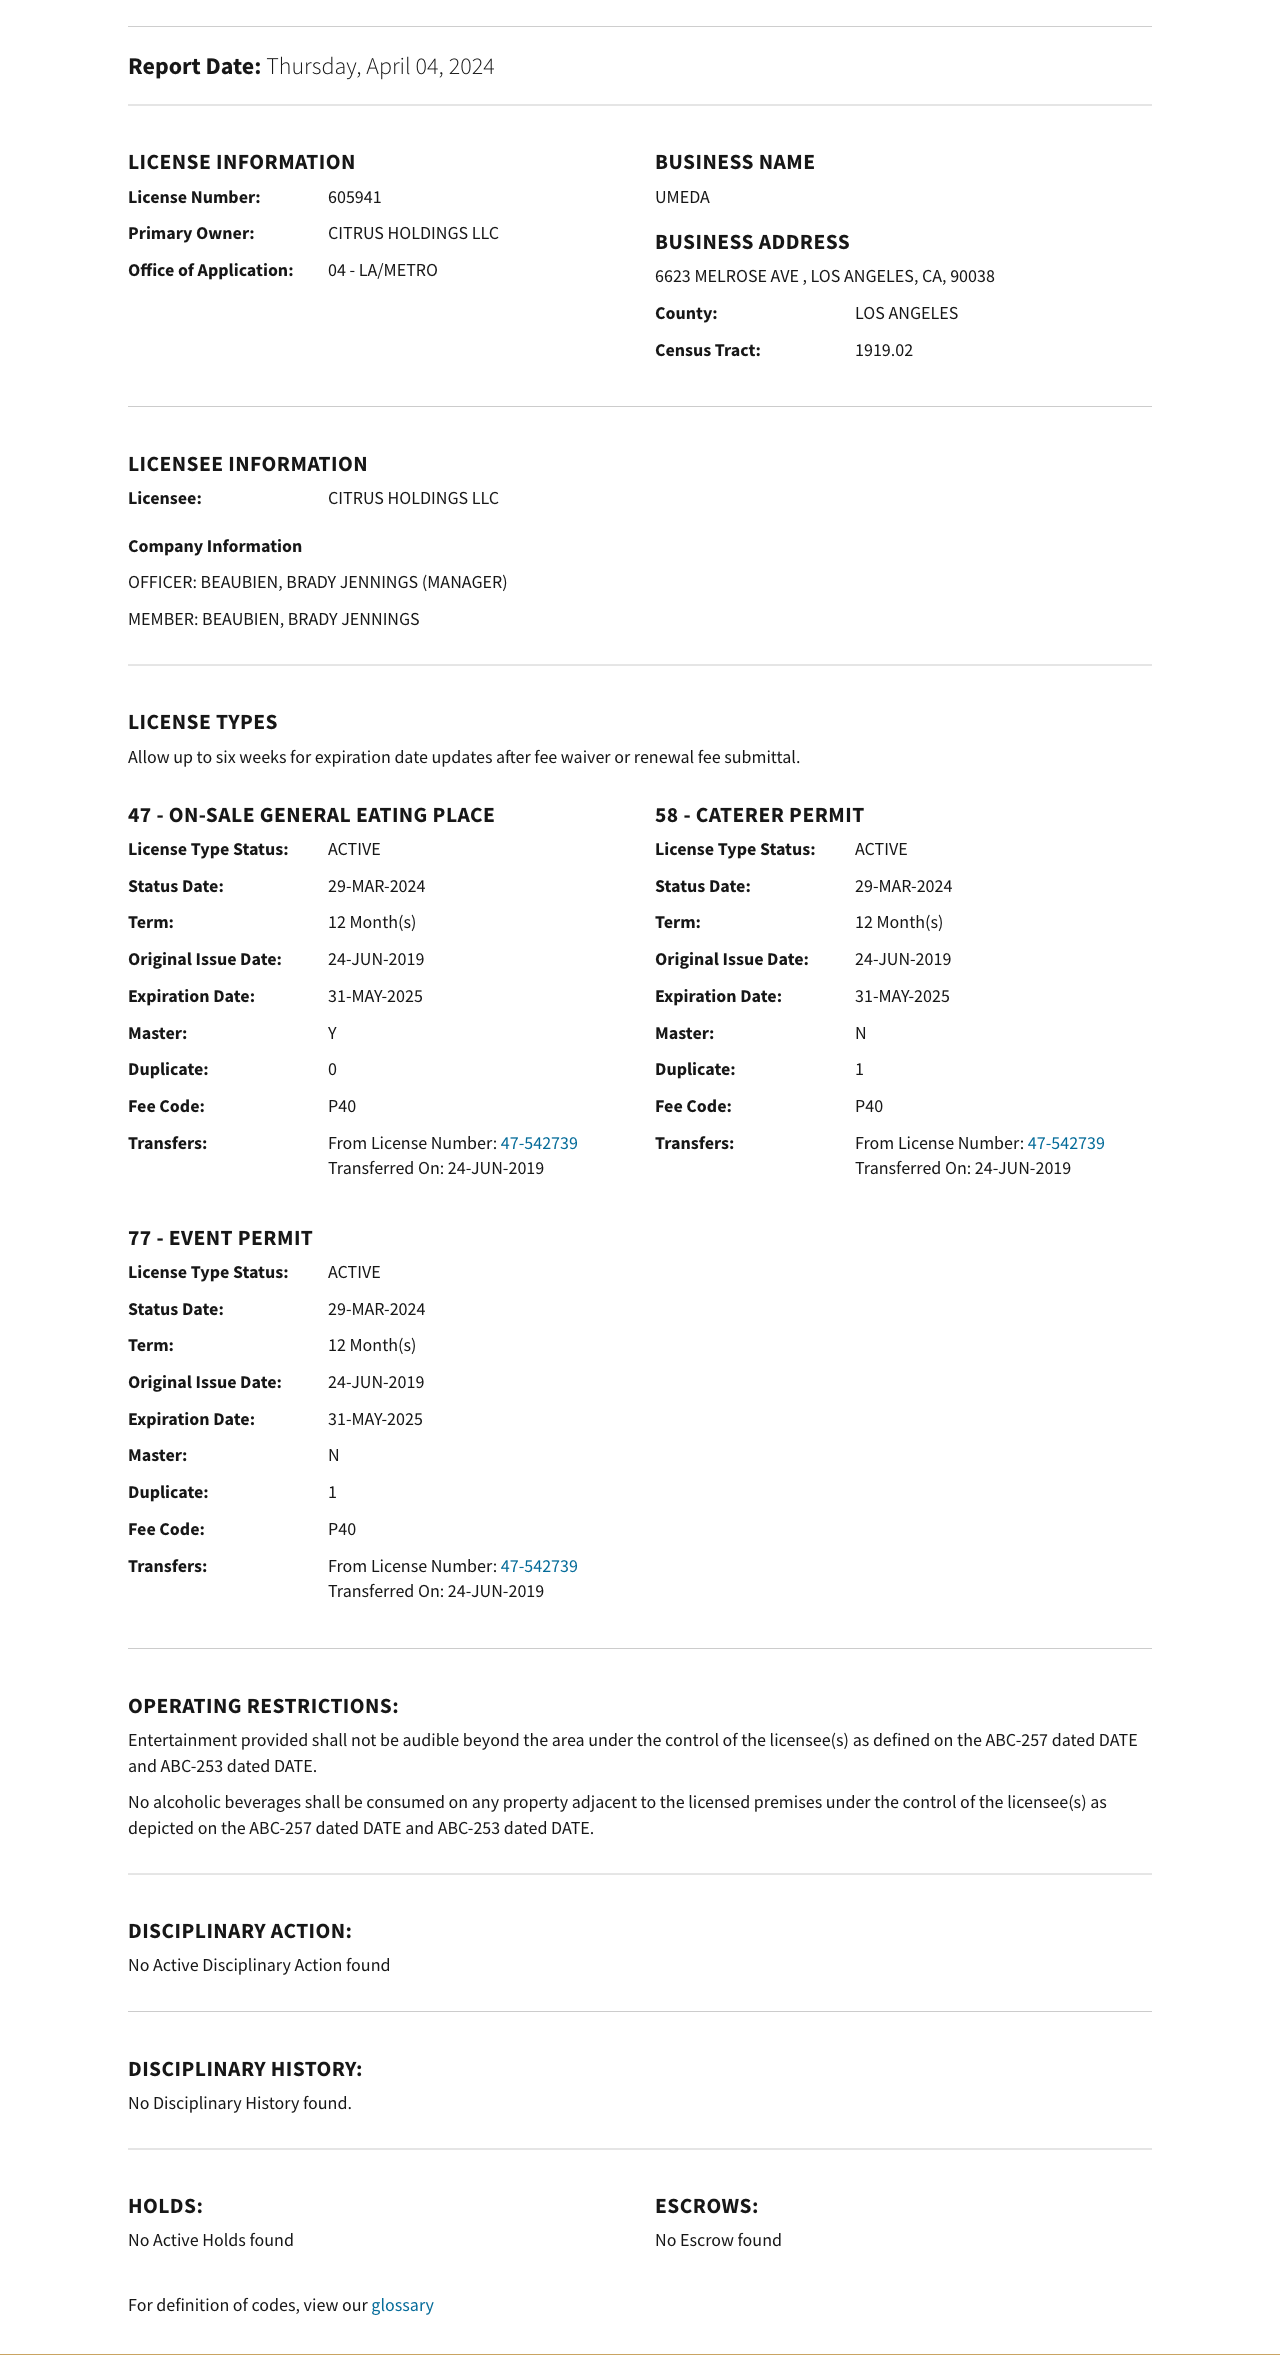 Report Date: Thursday, April 04, 2024
LICENSE INFORMATION
License Number: 605941
Primary Owner: CITRUS HOLDINGS LLC
Office of Application: 04 - LA/METRO
BUSINESS NAME
UMEDA
BUSINESS ADDRESS
6623 MELROSE AVE , LOS ANGELES, CA, 90038
County: LOS ANGELES
Census Tract: 1919.02
LICENSEE INFORMATION
Licensee: CITRUS HOLDINGS LLC
Company Information
OFFICER: BEAUBIEN, BRADY JENNINGS (MANAGER)
MEMBER: BEAUBIEN, BRADY JENNINGS
LICENSE TYPES
Allow up to six weeks for expiration date updates after fee waiver or renewal fee submittal.
47 - ON-SALE GENERAL EATING PLACE
License Type Status: ACTIVE
Status Date: 29-MAR-2024
Term: 12 Month(s)
Original Issue Date: 24-JUN-2019
Expiration Date: 31-MAY-2025
Master: Y
Duplicate: 0
Fee Code: P40
Transfers: From License Number: 47-542739
Transferred On: 24-JUN-2019
58 - CATERER PERMIT
License Type Status: ACTIVE
Status Date: 29-MAR-2024
Term: 12 Month(s)
Original Issue Date: 24-JUN-2019
Expiration Date: 31-MAY-2025
Master: N
Duplicate: 1
Fee Code: P40
Transfers: From License Number: 47-542739
Transferred On: 24-JUN-2019
77 - EVENT PERMIT
License Type Status: ACTIVE
Status Date: 29-MAR-2024
Term: 12 Month(s)
Original Issue Date: 24-JUN-2019
Expiration Date: 31-MAY-2025
Master: N
Duplicate: 1
Fee Code: P40
Transfers: From License Number: 47-542739
Transferred On: 24-JUN-2019
OPERATING RESTRICTIONS:
Entertainment provided shall not be audible beyond the area under the control of the licensee(s) as defined on the ABC-257 dated DATE
and ABC-253 dated DATE.
No alcoholic beverages shall be consumed on any property adjacent to the licensed premises under the control of the licensee(s) as
depicted on the ABC-257 dated DATE and ABC-253 dated DATE.
DISCIPLINARY ACTION:
No Active Disciplinary Action found
DISCIPLINARY HISTORY:
No Disciplinary History found.
HOLDS:
No Active Holds found
ESCROWS:
No Escrow found
For definition of codes, view our glossary